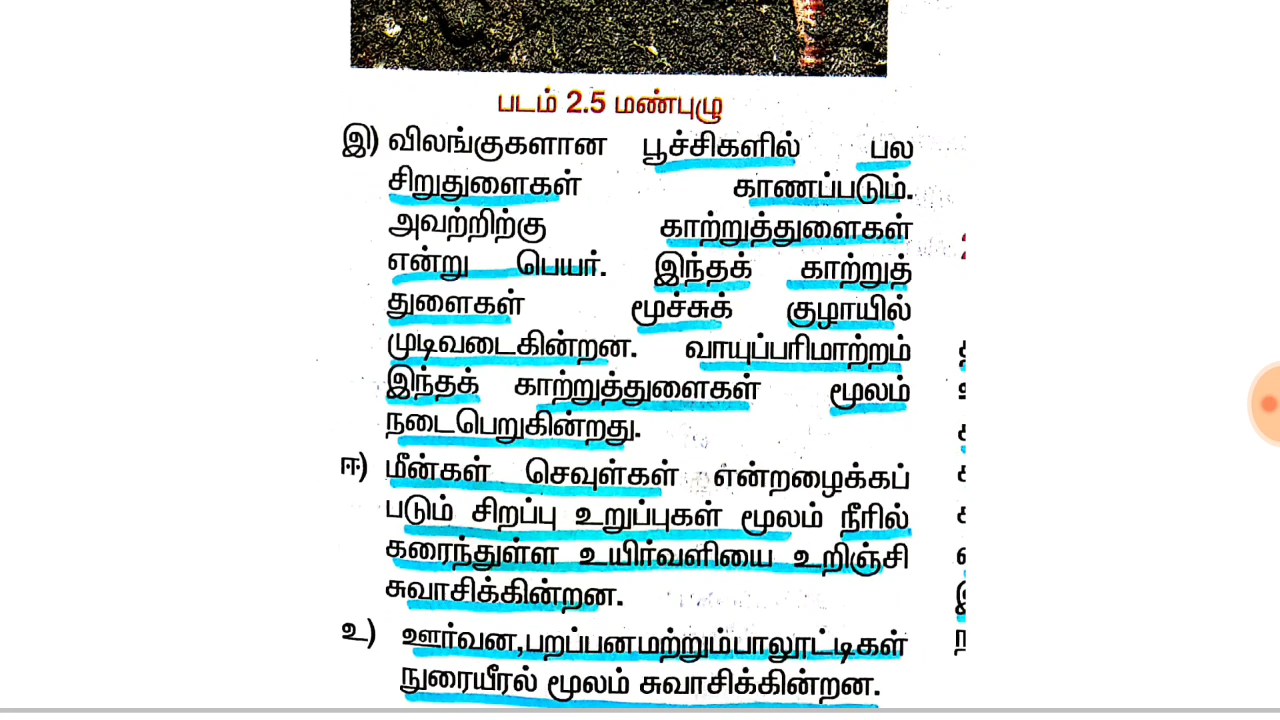 படம் 2.5 மண்புழு
இ) விலங்குகளான பூச்சிகளில் பல
சிறுதுளைகள் காணப்படும்.
அவற்றிற்கு காற்றுத்துளைகள்
என்று பெயர். இந்தக் காற்றுத்
துளைகள் மூச்சுக் குழாயில்
முடிவடைகின்றன. வாயுப்பரிமாற்றம்
இந்தக் காற்றுத்துளைகள் மூலம்
நடைபெறுகின்றது.
ஈ) மீன்கள் செவுள்கள் என்றழைக்கப்
படும் சிறப்பு உறுப்புகள் மூலம் நீரில்
கரைந்துள்ள உயிர்வளியை உறிஞ்சி
சுவாசிக்கின்றன.
உ) ஊர்வன,பறப்பனமற்றும்பாலூட்டிகள்
நுரையீரல் மூலம் சுவாசிக்கின்றன.